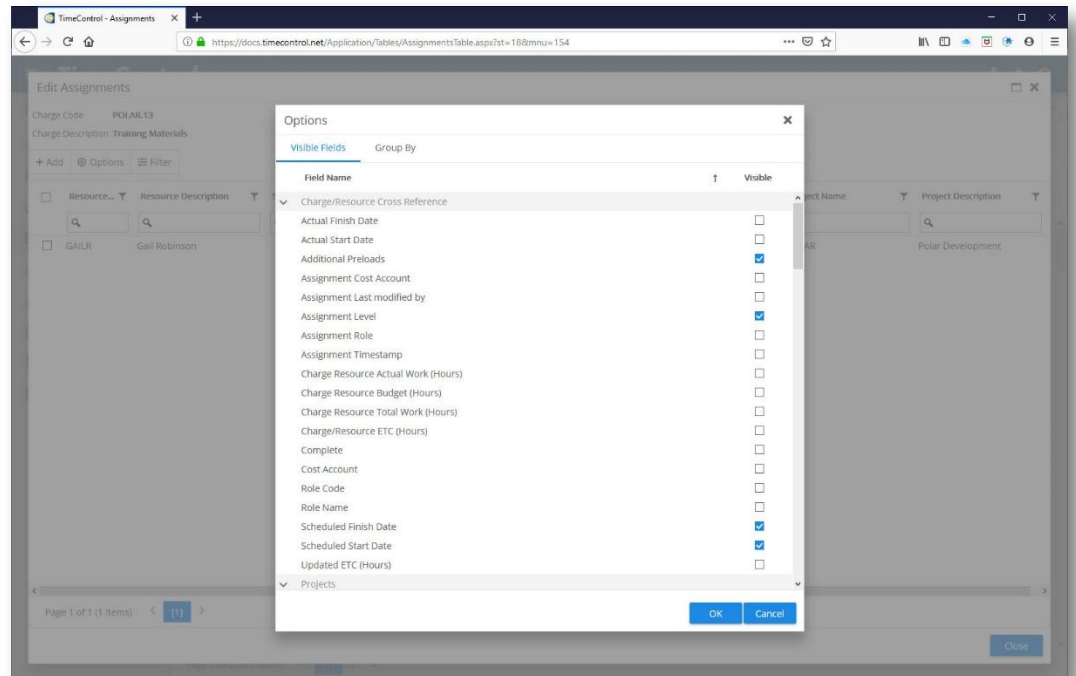 TimeControl - Assignments
https://docs.timecontrol.net/Application/Tables/AssignmentsTable.aspx?st=18&mnu=154
Edit Assignments
Charge Code POLAR.13
Charge Description Training Materials
+ Add Options Filter
Resource... Resource Description
Project Description
GAILR Gail Robinson
Polar Development
Page 1 of 1 (1 items) [1]
Close
Options
Visible Fields Group By
Field Name Visible
Charge/Resource Cross Reference
Actual Finish Date
Actual Start Date
Additional Preloads
Assignment Cost Account
Assignment Last modified by
Assignment Level
Assignment Role
Assignment Timestamp
Charge Resource Actual Work (Hours)
Charge Resource Budget (Hours)
Charge Resource Total Work (Hours)
Charge/Resource ETC (Hours)
Complete
Cost Account
Role Code
Role Name
Scheduled Finish Date
Scheduled Start Date
Updated ETC (Hours)
Projects
OK Cancel